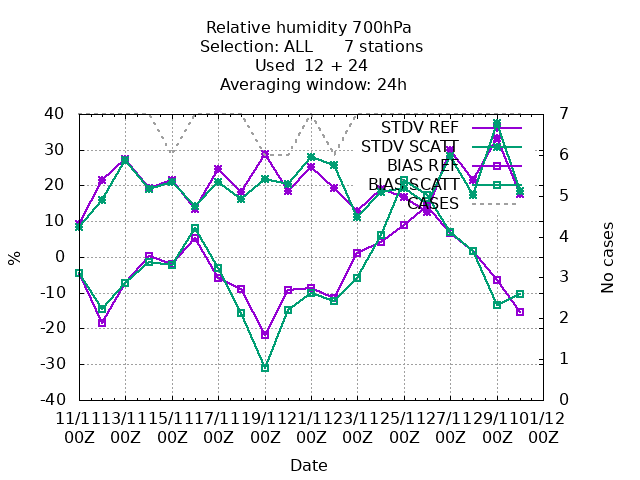 Relative humidity 700hPa
Selection: ALL 7 stations
Used 12 + 24
Averaging window: 24h
40 7
STDV REF
30 6
STDV SCATT
BIAS REF
20 5
BIAS SCATT
CASES
10 4
0 3
-10
-20 2
-30 1
-40 0
%
No cases
11/11 13/11 15/11 17/11 19/11 21/11 23/11 25/11 27/11 29/11 01/12
00Z 00Z 00Z 00Z 00Z 00Z 00Z 00Z 00Z 00Z 00Z
Date